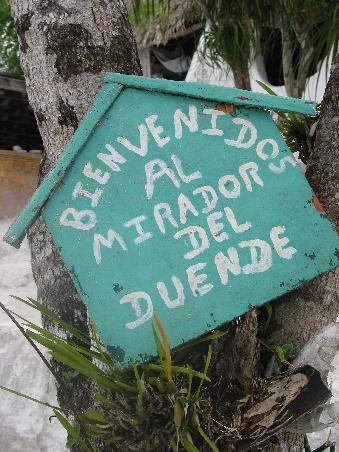 BIENVENIDOS
AL
MIRADOR
DEL
DUENDE